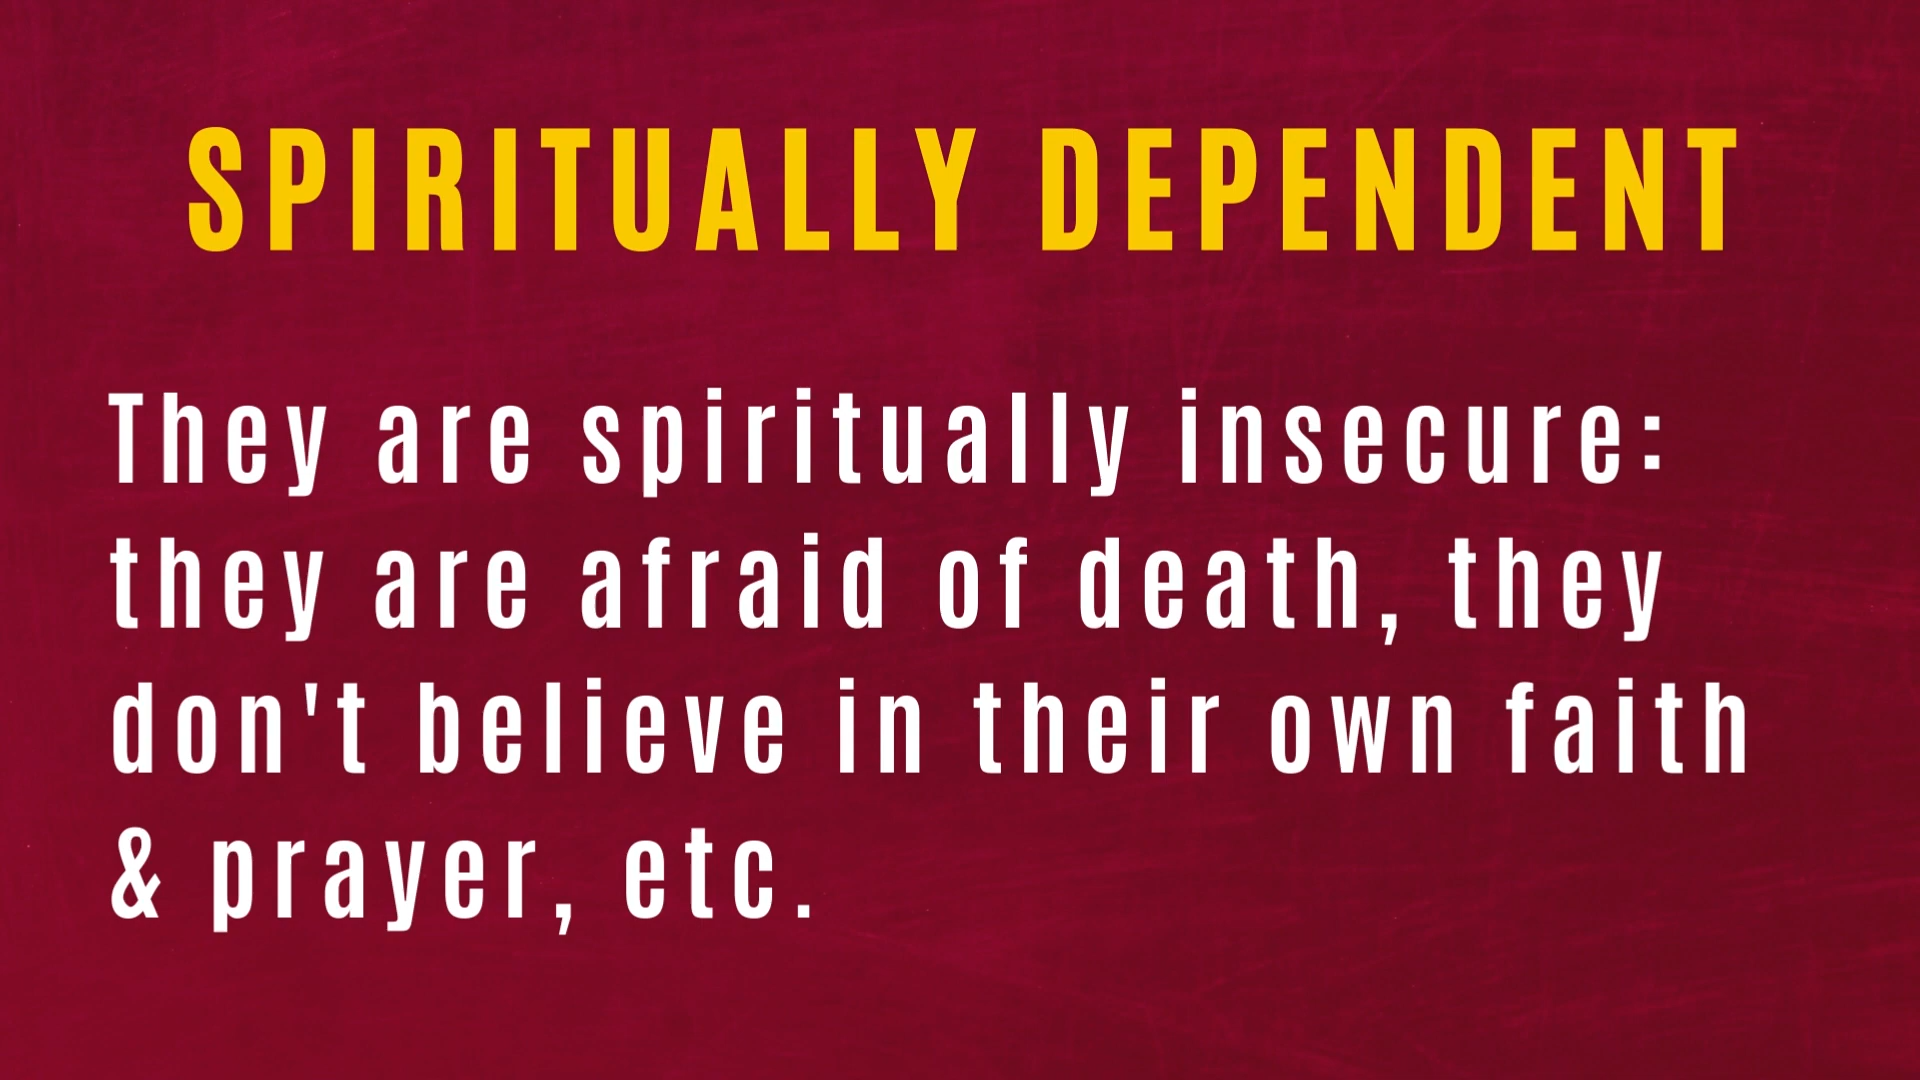 SPIRITUALLY DEPENDENT
They are spiritually insecure:
they are afraid of death, they
don't believe in their own faith
& prayer, etc.